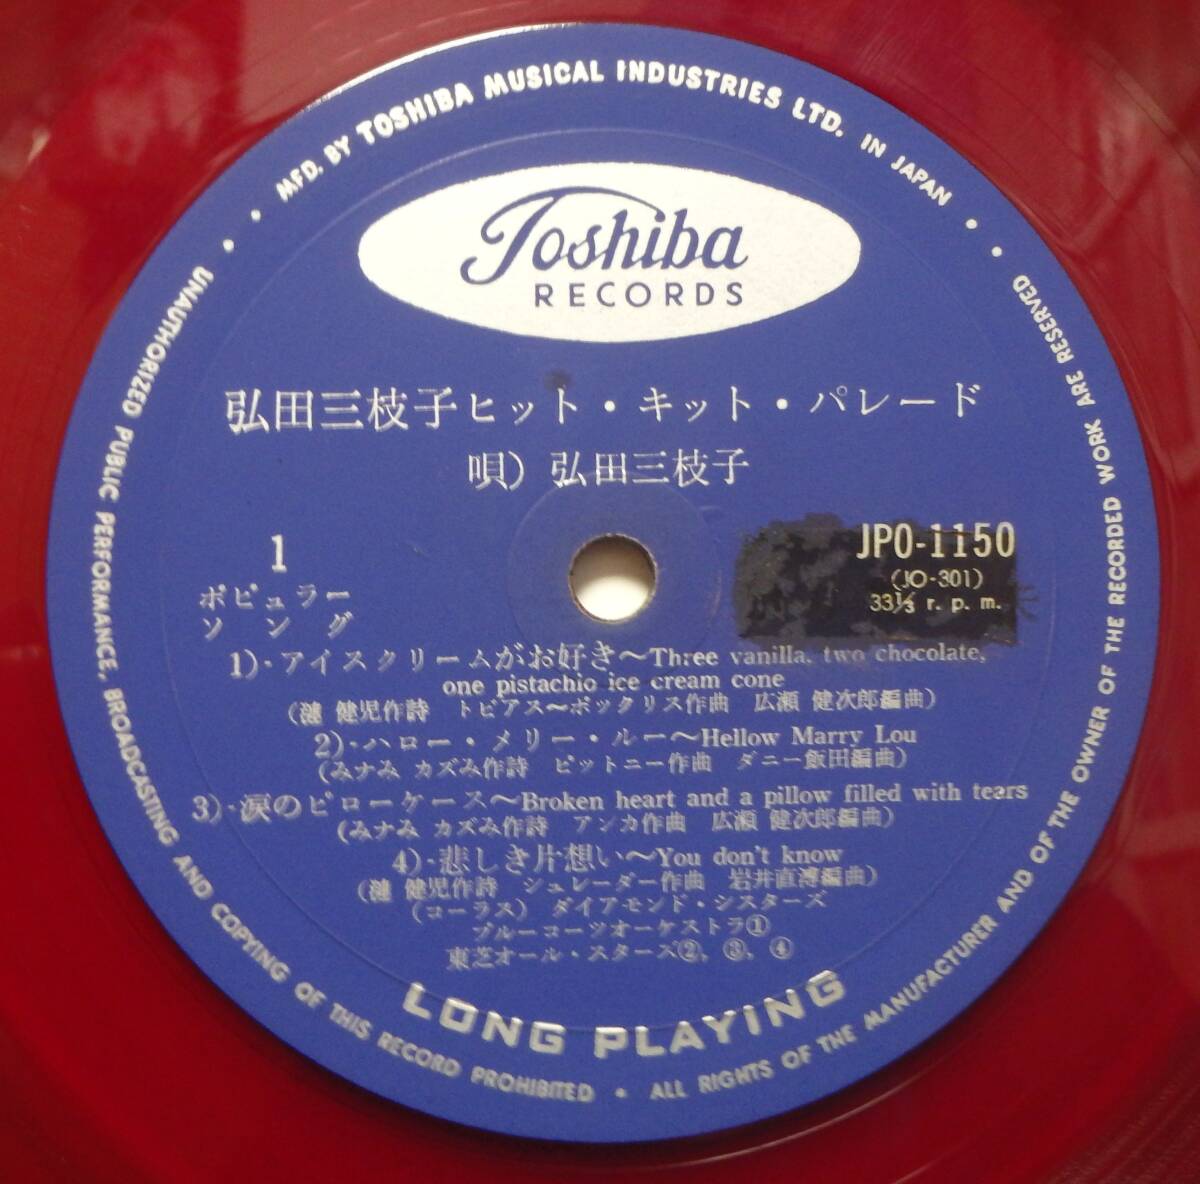 MFD. BY TOSHIBA MUSICAL INDUSTRIES LTD. IN JAPAN
Toshiba
RECORDS
弘田三枝子ヒット・キット・パレード
唄）弘田三枝子
1
ポピュラー
ソング
JPO-1150
(JO-301)
33⅓ r. p. m.
1)・アイスクリームがお好き～Three vanilla, two chocolate,
one pistachio ice cream cone
(漣 健児作詩 トビアス～ポックリス作曲 広瀬 健次郎編曲)
2)・ハロー・メリー・ルー～Hellow Marry Lou
(みナみ カズみ作詩 ピットニー作曲 ダニー飯田編曲)
3)・涙のピローケース～Broken heart and a pillow filled with tears
(みナみ カズみ作詩 アンカ作曲 広瀬 健次郎編曲)
4)・悲しき片想い～You don't know
(漣 健児作詩 シュレーダー作曲 岩井直溥編曲)
(コーラス) ダイアモンド・シスターズ
ブルーコーツオーケストラ①
東芝オール・スターズ②, ③, ④
LONG PLAYING
ALL RIGHTS OF THE MANUFACTURER AND OF THE OWNER OF THE RECORDED WORK ARE RESERVED
UNAUTHORIZED PUBLIC PERFORMANCE, BROADCASTING AND COPYING OF THIS RECORD PROHIBITED